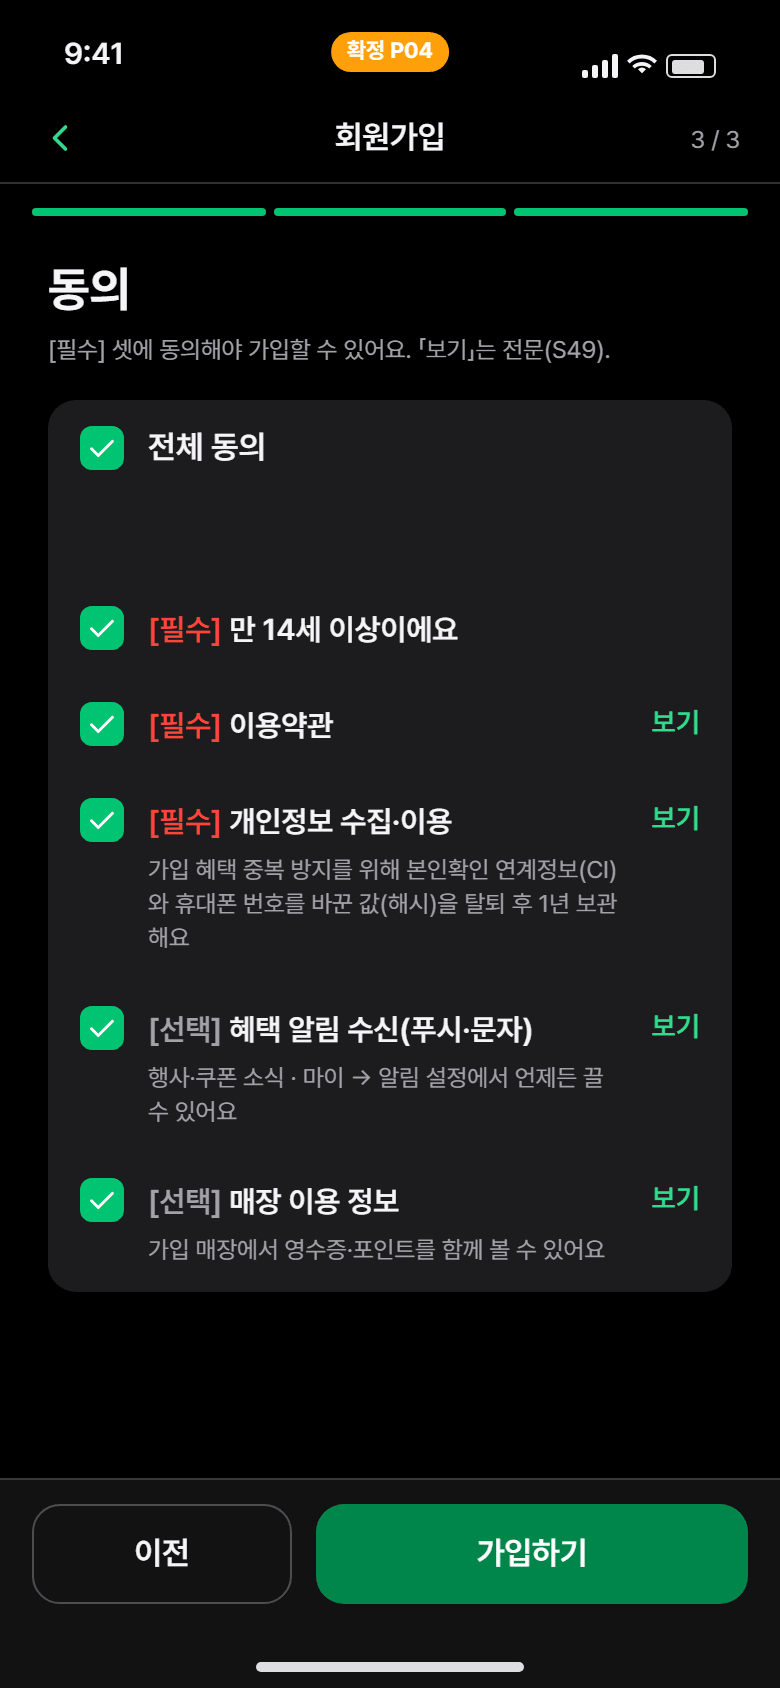 9:41
확정 P04
회원가입
3 / 3
동의
[필수] 셋에 동의해야 가입할 수 있어요. 「보기」는 전문(S49).
전체 동의
[필수] 만 14세 이상이에요
[필수] 이용약관
보기
[필수] 개인정보 수집·이용
보기
가입 혜택 중복 방지를 위해 본인확인 연계정보(CI)
와 휴대폰 번호를 바꾼 값(해시)을 탈퇴 후 1년 보관
해요
[선택] 혜택 알림 수신(푸시·문자)
보기
행사·쿠폰 소식 · 마이 → 알림 설정에서 언제든 끌
수 있어요
[선택] 매장 이용 정보
보기
가입 매장에서 영수증·포인트를 함께 볼 수 있어요
이전
가입하기